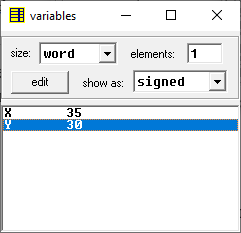 variables
size: word elements: 1
edit show as: signed
X 35
Y 30